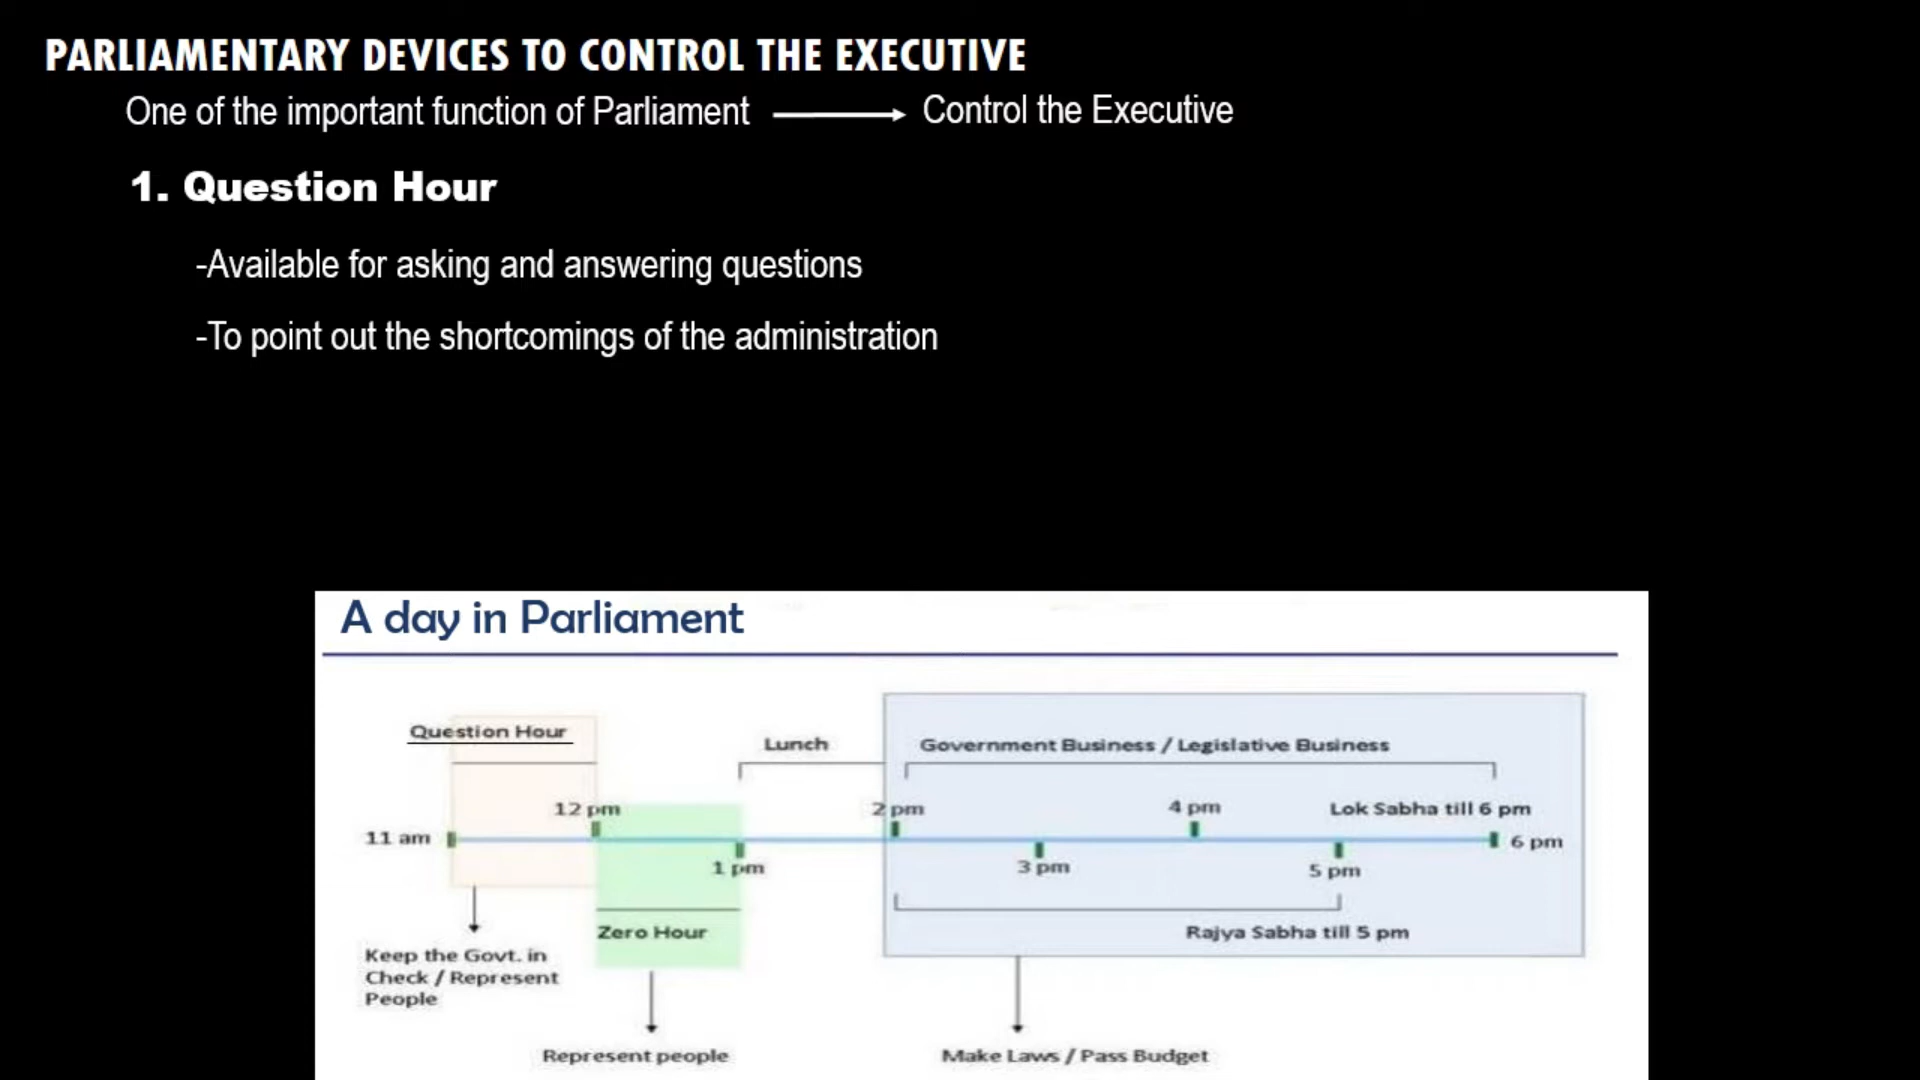 PARLIAMENTARY DEVICES TO CONTROL THE EXECUTIVE
One of the important function of Parliament Control the Executive
1. Question Hour
-Available for asking and answering questions
-To point out the shortcomings of the administration
A day in Parliament
Question Hour
Lunch
Government Business / Legislative Business
12 pm
2 pm
4 pm
Lok Sabha till 6 pm
11 am
6 pm
1 pm
3 pm
5 pm
Zero Hour
Rajya Sabha till 5 pm
Keep the Govt. in
Check / Represent
People
Represent people
Make Laws / Pass Budget